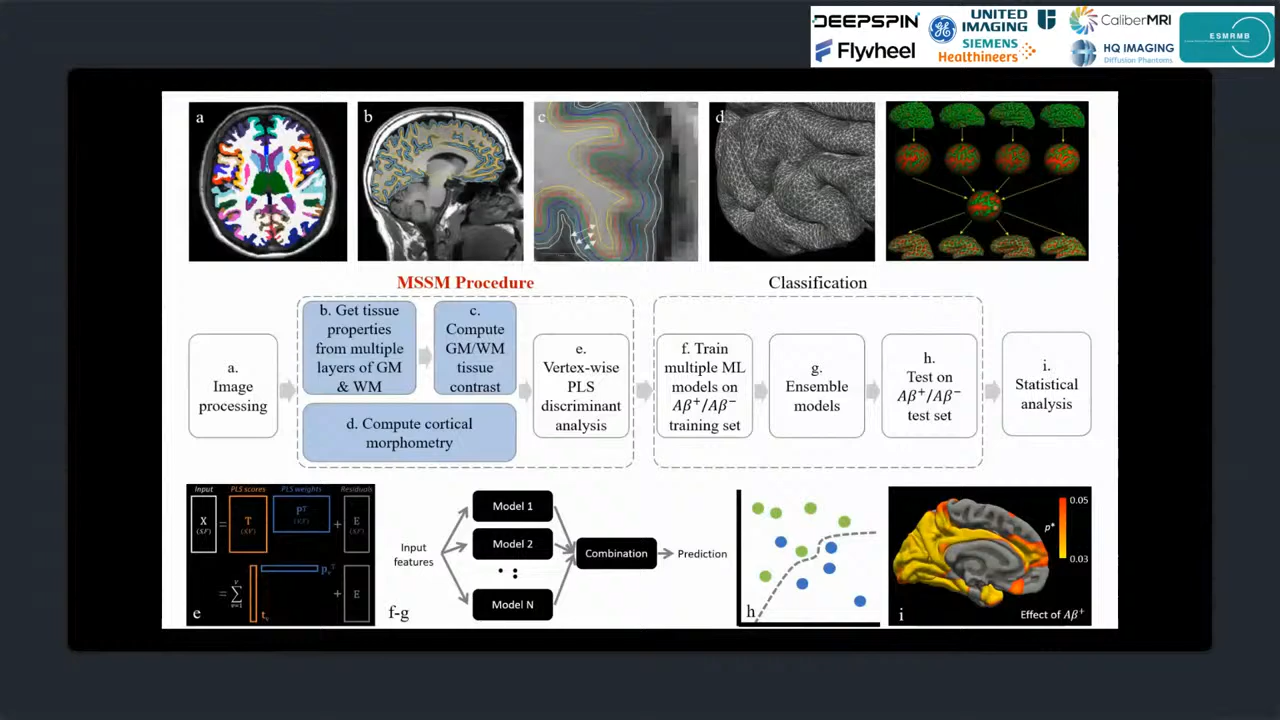 DEEPSPIN
UNITED
IMAGING
CaliberMRI
ESMRMB
Flywheel
SIEMENS
Healthineers
HQ IMAGING
Diffusion Phantoms
a
b
c
d
MSSM Procedure
Classification
a.
Image
processing
b. Get tissue
properties
from multiple
layers of GM
& WM
c.
Compute
GM/WM
tissue
contrast
d. Compute cortical
morphometry
e.
Vertex-wise
PLS
discriminant
analysis
f. Train
multiple ML
models on
Aβ⁺/Aβ⁻
training set
g.
Ensemble
models
h.
Test on
Aβ⁺/Aβ⁻
test set
i.
Statistical
analysis
Input
PLS scores
PLS weights
Residuals
X
=
T
Pᵀ
+
E
= ∑
v=1
+
E
e
Input
features
Model 1
Model 2
Model N
Combination
Prediction
f-g
h
0.05
p*
0.03
i
Effect of Aβ⁺